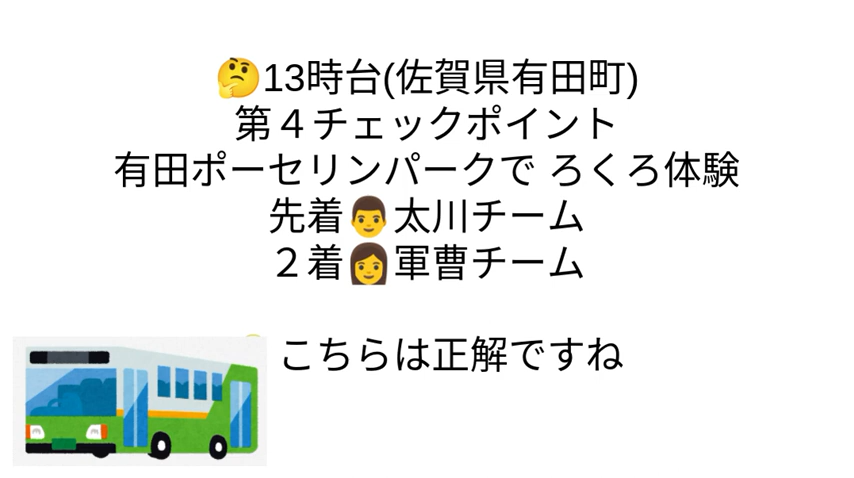 🤔13時台(佐賀県有田町)
第４チェックポイント
有田ポーセリンパークで ろくろ体験
先着👨太川チーム
２着👩軍曹チーム
こちらは正解ですね